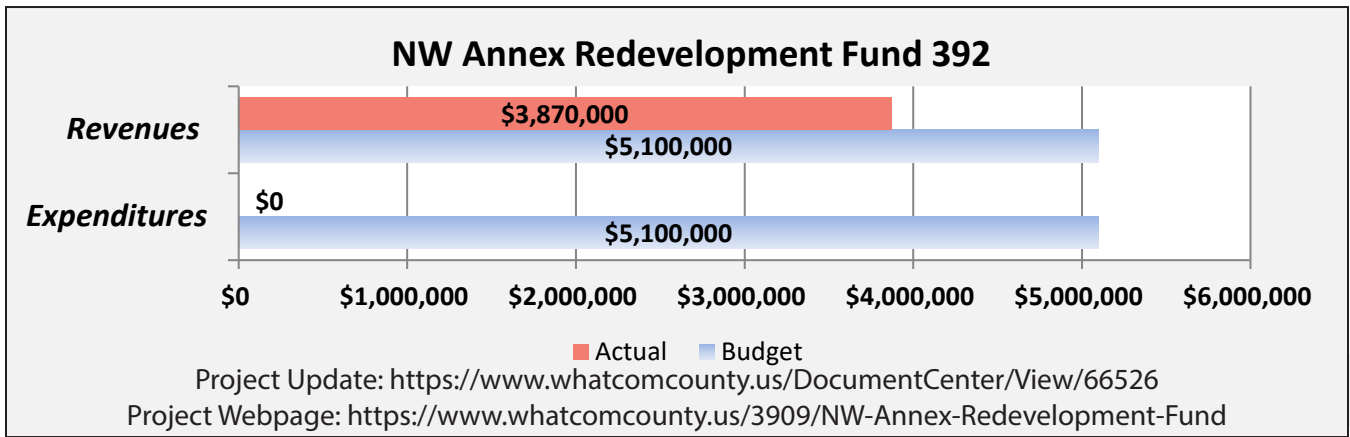 NW Annex Redevelopment Fund 392
Revenues
$3,870,000
$5,100,000
Expenditures
$0
$5,100,000
$0 $1,000,000 $2,000,000 $3,000,000 $4,000,000 $5,000,000 $6,000,000
Actual Budget
Project Update: https://www.whatcomcounty.us/DocumentCenter/View/66526
Project Webpage: https://www.whatcomcounty.us/3909/NW-Annex-Redevelopment-Fund